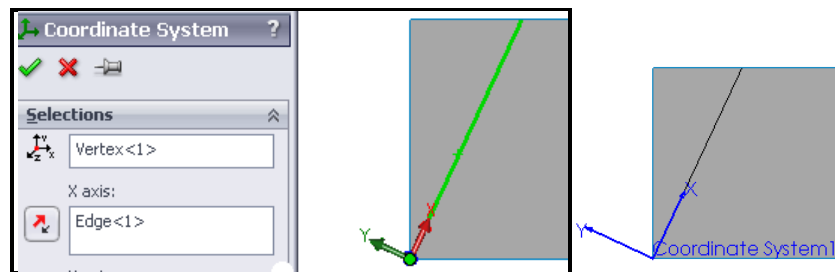 Coordinate System ?
Selections
Y
Z X
Vertex<1>
X axis:
Edge<1>
X
Y
X
Y
Coordinate System1